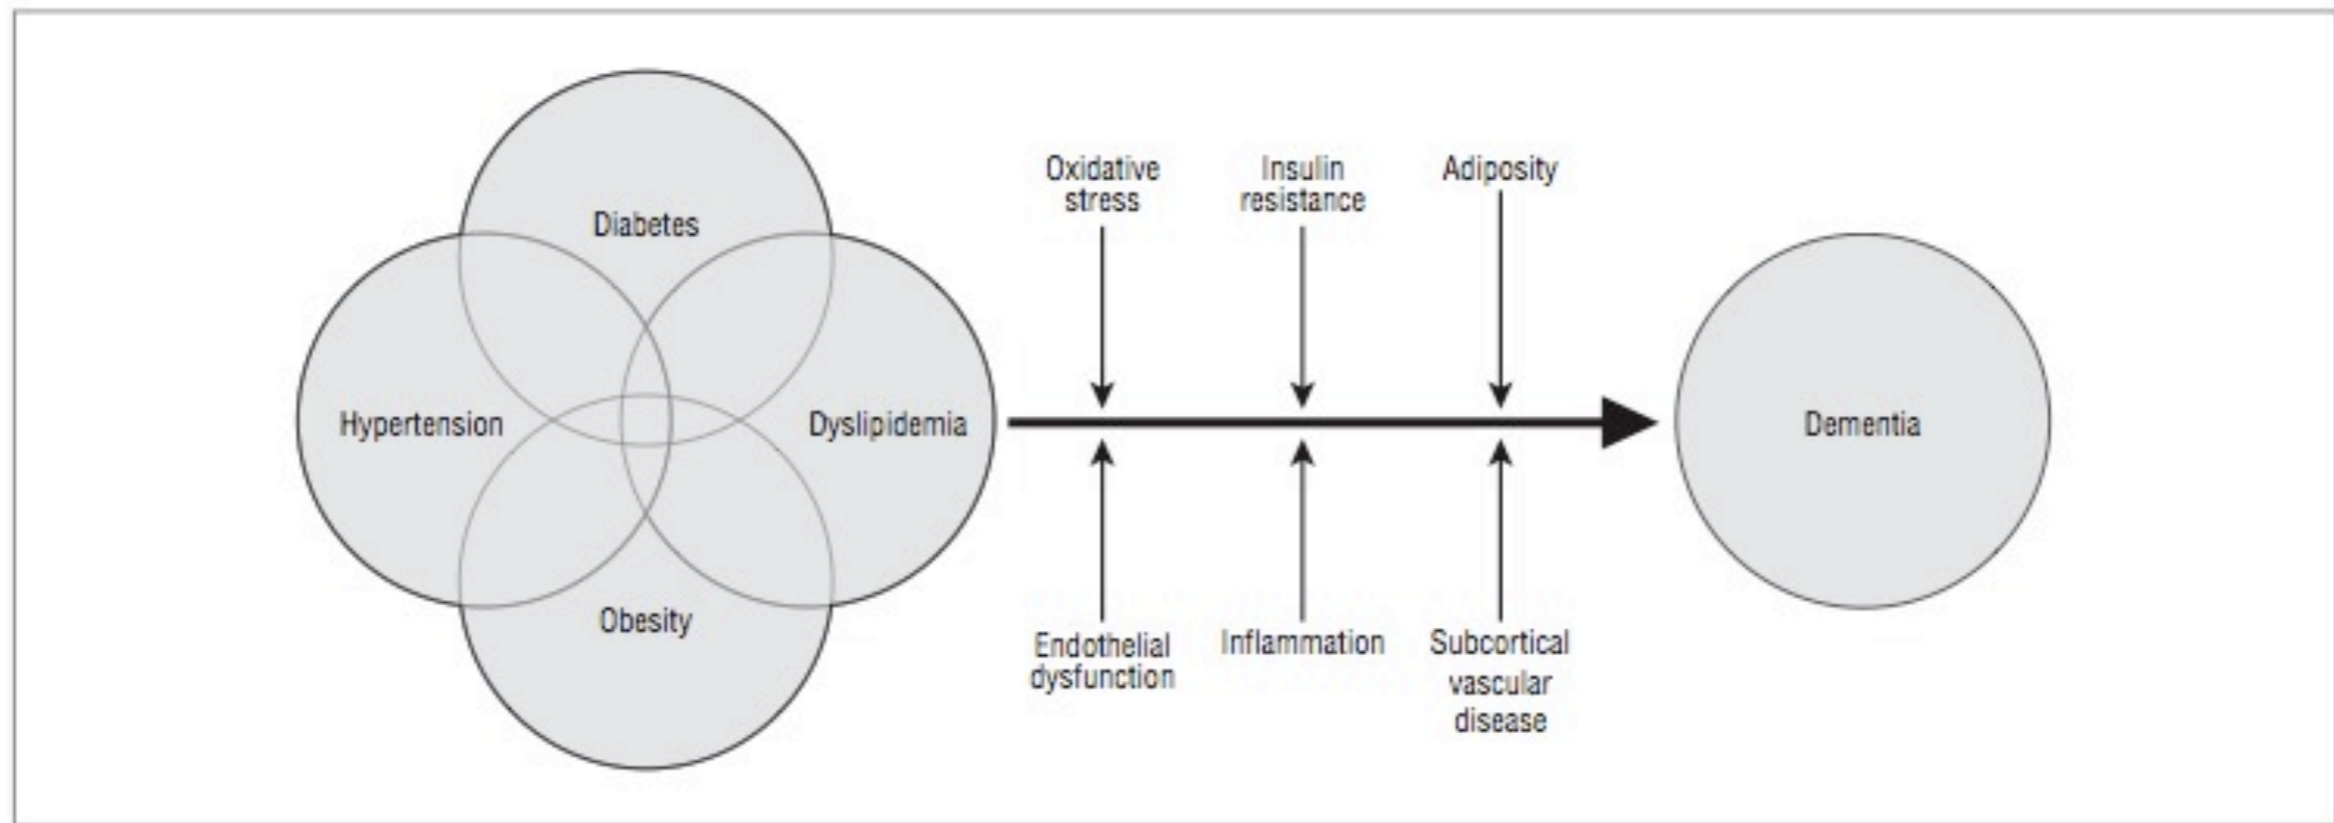 Diabetes
Hypertension
Dyslipidemia
Obesity
Oxidative
stress
Insulin
resistance
Adiposity
Endothelial
dysfunction
Inflammation
Subcortical
vascular
disease
Dementia